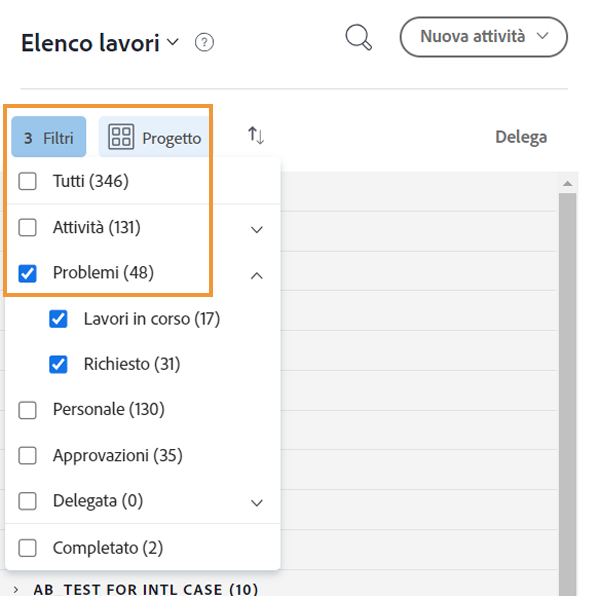 Elenco lavori
Nuova attività
3 Filtri
Progetto
Delega
Tutti (346)
Attività (131)
Problemi (48)
Lavori in corso (17)
Richiesto (31)
Personale (130)
Approvazioni (35)
Delegata (0)
Completato (2)
AB_TEST FOR INTL CASE (10)